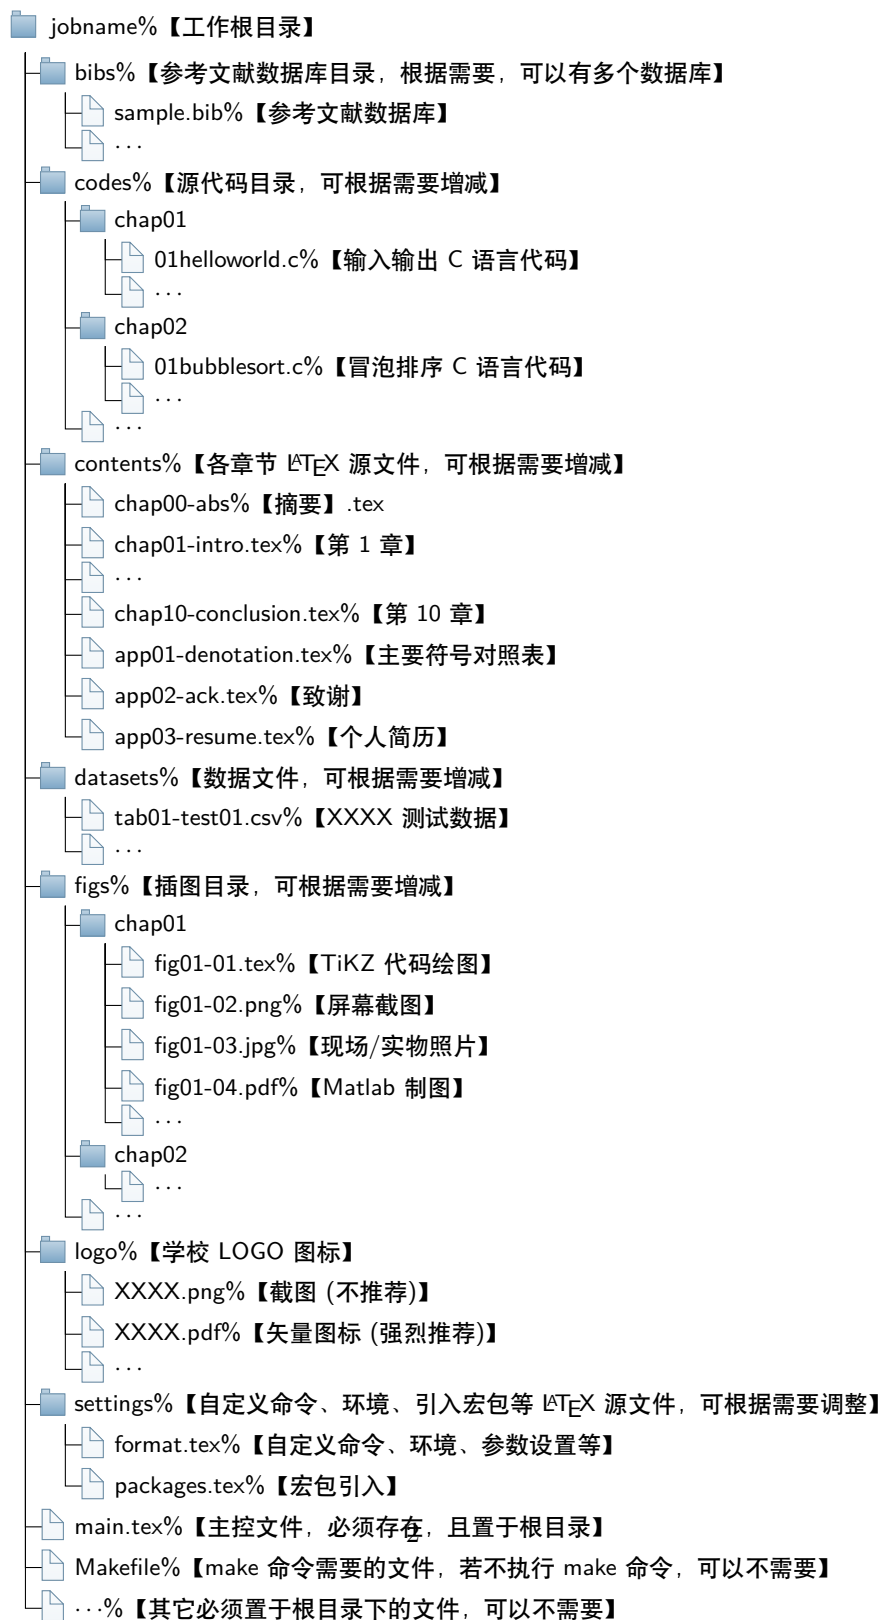 jobname%【工作根目录】
bibs%【参考文献数据库目录，根据需要，可以有多个数据库】
sample.bib%【参考文献数据库】
···
codes%【源代码目录，可根据需要增减】
chap01
01helloworld.c%【输入输出 C 语言代码】
···
chap02
01bubblesort.c%【冒泡排序 C 语言代码】
···
···
contents%【各章节 LATEX 源文件，可根据需要增减】
chap00-abs%【摘要】.tex
chap01-intro.tex%【第 1 章】
···
chap10-conclusion.tex%【第 10 章】
app01-denotation.tex%【主要符号对照表】
app02-ack.tex%【致谢】
app03-resume.tex%【个人简历】
datasets%【数据文件，可根据需要增减】
tab01-test01.csv%【XXXX 测试数据】
···
figs%【插图目录，可根据需要增减】
chap01
fig01-01.tex%【TiKZ 代码绘图】
fig01-02.png%【屏幕截图】
fig01-03.jpg%【现场/实物照片】
fig01-04.pdf%【Matlab 制图】
···
chap02
···
···
logo%【学校 LOGO 图标】
XXXX.png%【截图 (不推荐)】
XXXX.pdf%【矢量图标 (强烈推荐)】
···
settings%【自定义命令、环境、引入宏包等 LATEX 源文件，可根据需要调整】
format.tex%【自定义命令、环境、参数设置等】
packages.tex%【宏包引入】
main.tex%【主控文件，必须存在，且置于根目录】
2
Makefile%【make 命令需要的文件，若不执行 make 命令，可以不需要】
···%【其它必须置于根目录下的文件，可以不需要】